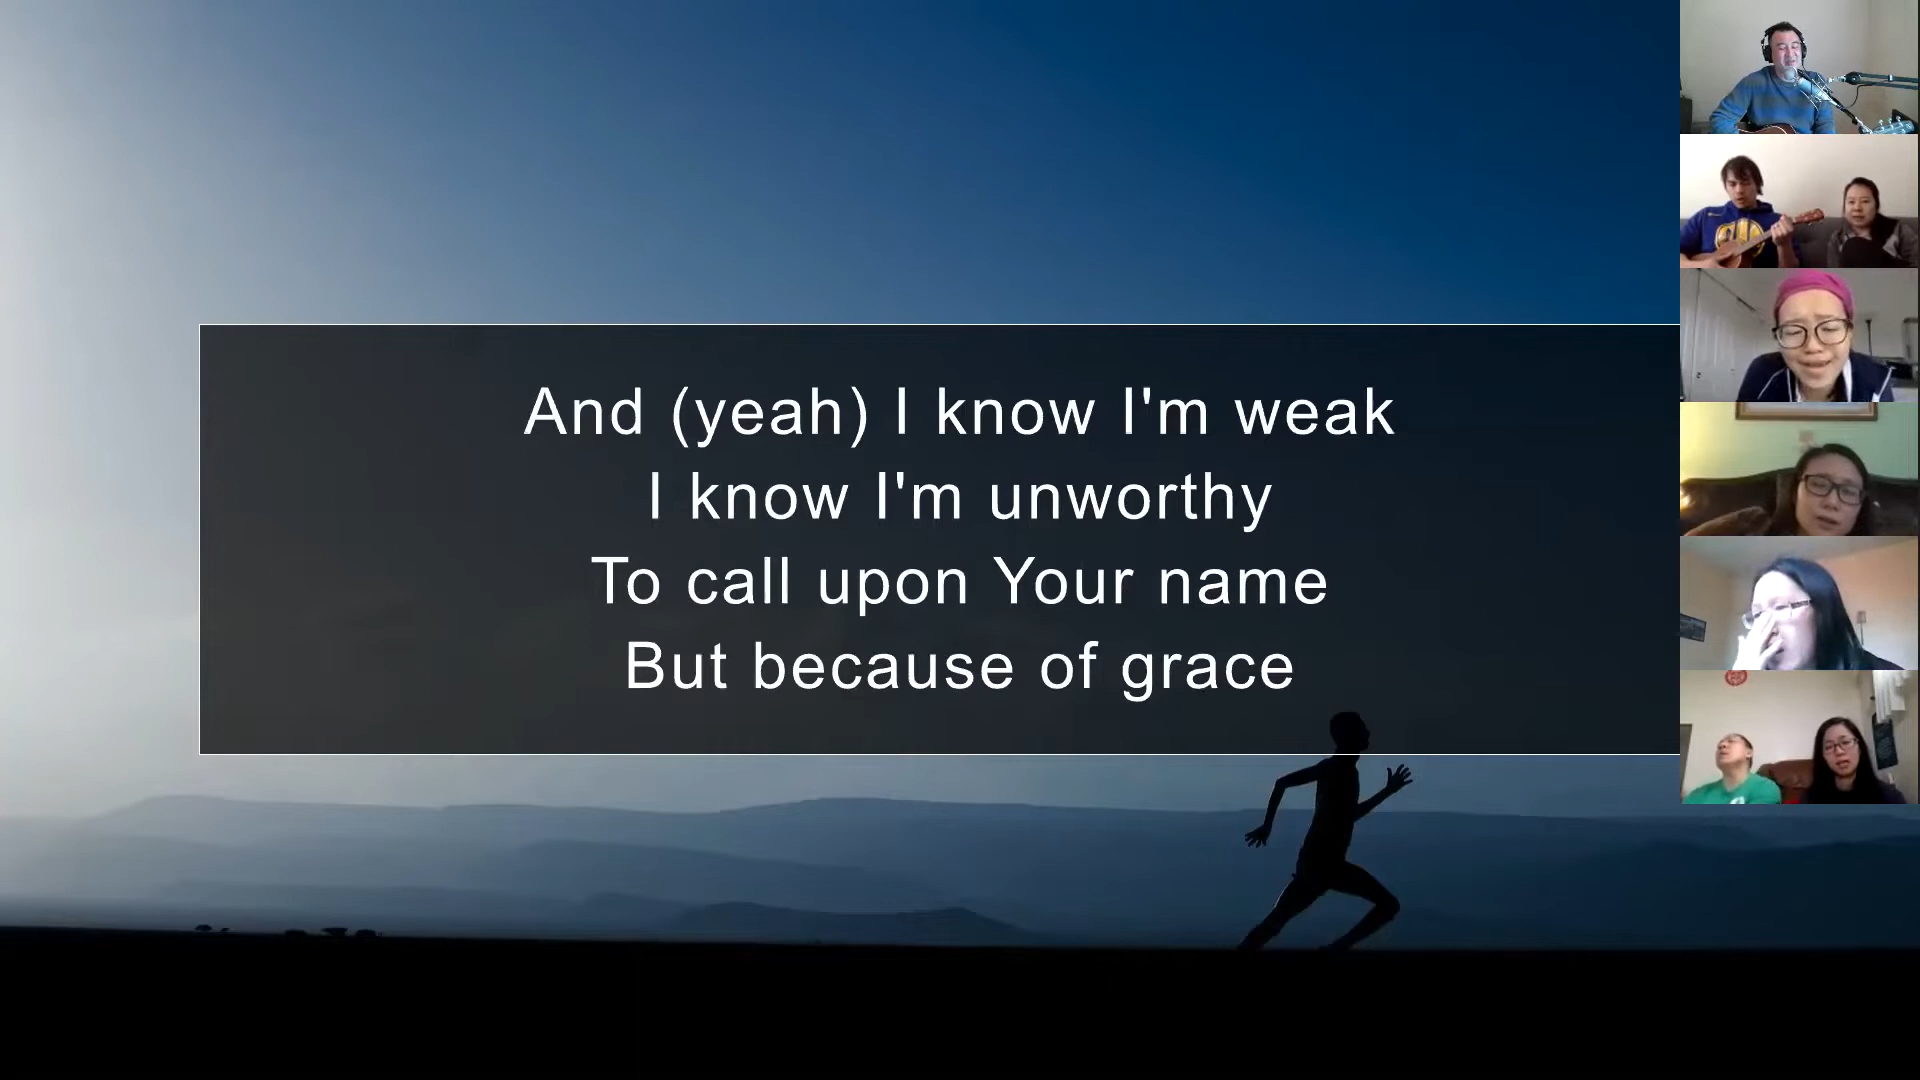 And (yeah) I know I'm weak
I know I'm unworthy
To call upon Your name
But because of grace